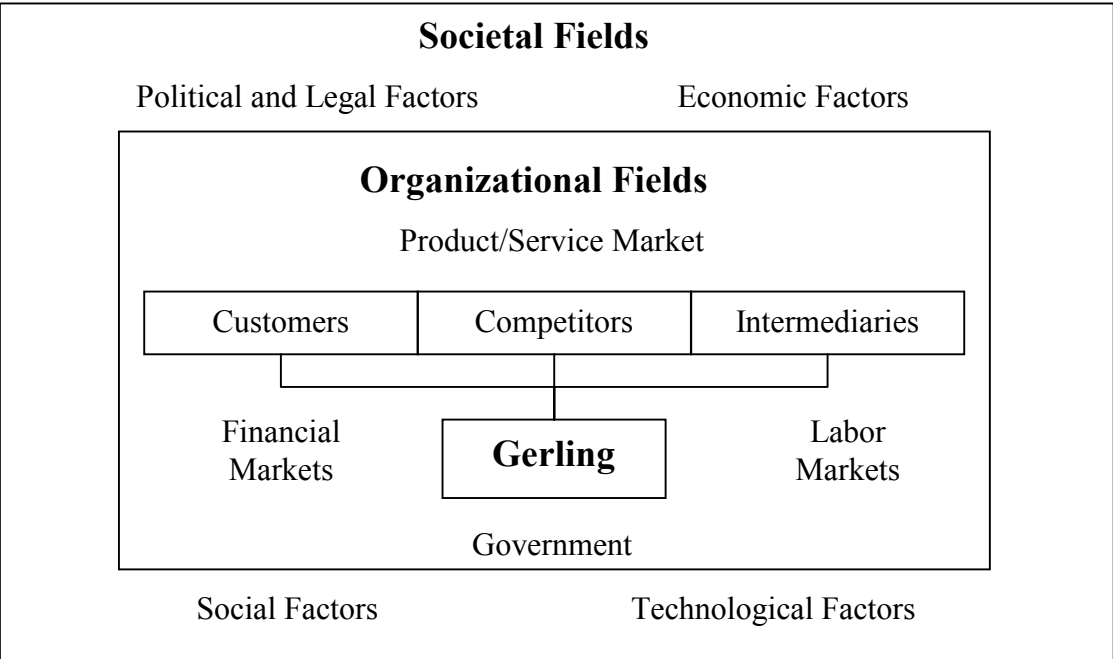 Societal Fields
Political and Legal Factors Economic Factors
Organizational Fields
Product/Service Market
Customers Competitors Intermediaries
Financial
Markets
Gerling
Labor
Markets
Government
Social Factors Technological Factors